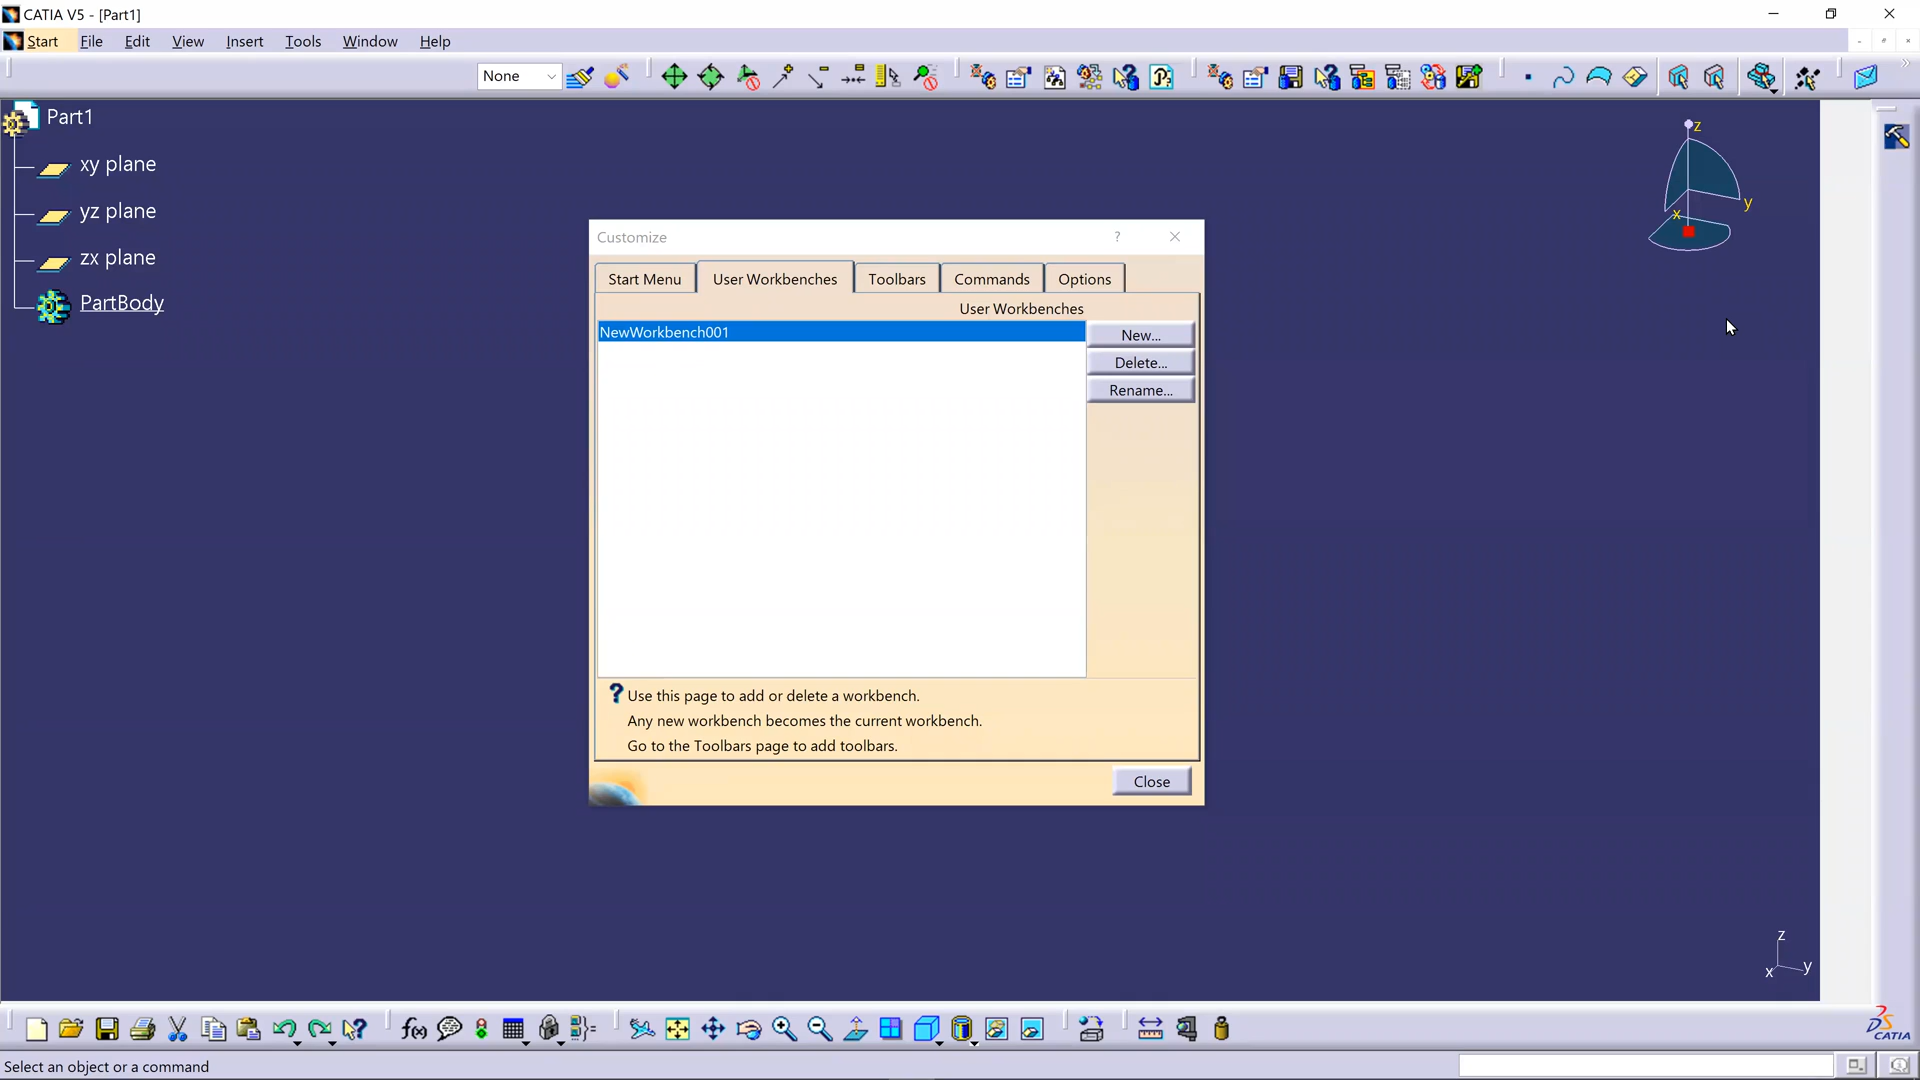 CATIA V5 - [Part1]
Start File Edit View Insert Tools Window Help
None
Part1
xy plane
yz plane
zx plane
PartBody
z
y
x
Customize
Start Menu User Workbenches Toolbars Commands Options
User Workbenches
NewWorkbench001
New...
Delete...
Rename...
Use this page to add or delete a workbench.
Any new workbench becomes the current workbench.
Go to the Toolbars page to add toolbars.
Close
z
x y
f(x)
CATIA
Select an object or a command